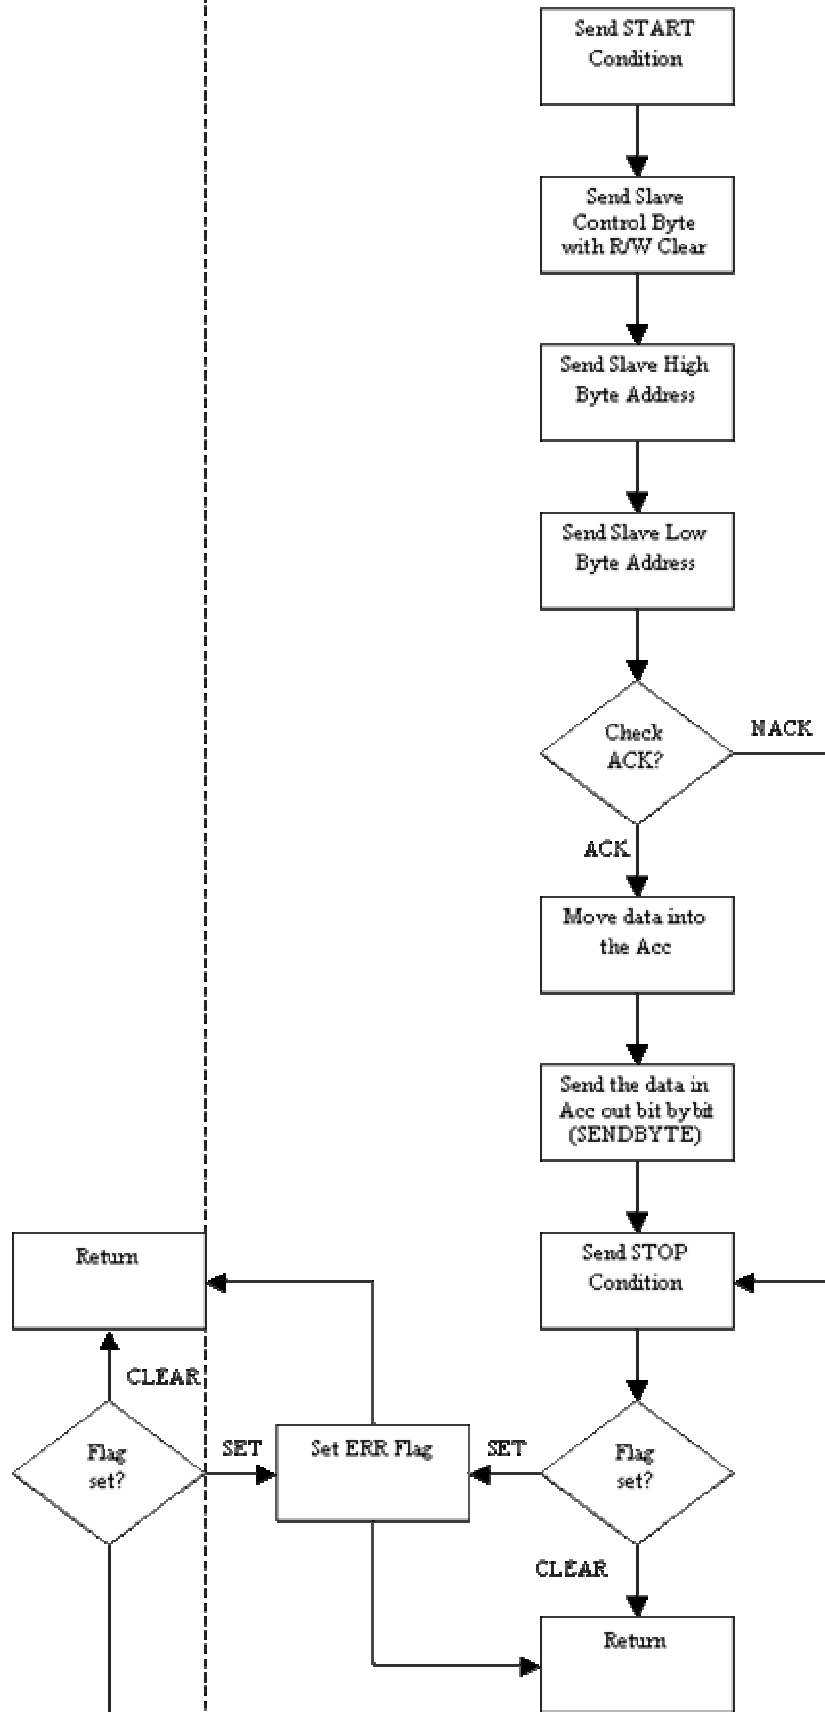 Send START
Condition
Send Slave
Control Byte
with R/W Clear
Send Slave High
Byte Address
Send Slave Low
Byte Address
Check
ACK?
NACK
ACK
Move data into
the Acc
Send the data in
Acc out bit by bit
(SENDBYTE)
Return
Send STOP
Condition
CLEAR
Flag
set?
SET
Set ERR Flag
SET
Flag
set?
CLEAR
Return